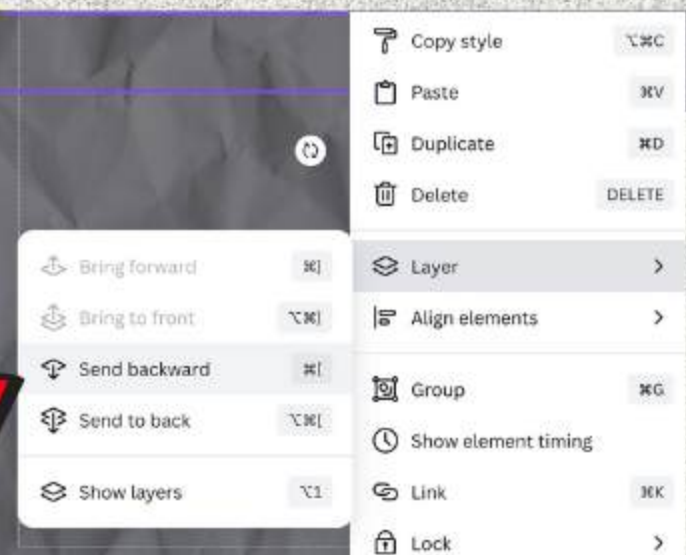 Copy style ⌥⌘C
Paste ⌘V
Duplicate ⌘D
Delete DELETE
Layer
Align elements
Group ⌘G
Show element timing
Link ⌘K
Lock
Bring forward ⌘]
Bring to front ⌥⌘]
Send backward ⌘[
Send to back ⌥⌘[
Show layers ⌥1